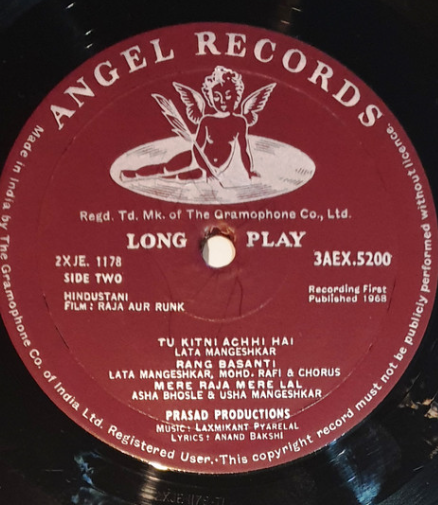 ANGEL RECORDS
Regd. Td. Mk. of The Gramophone Co., Ltd.
LONG PLAY
2XJE. 1178
3AEX.5200
SIDE TWO
HINDUSTANI
FILM : RAJA AUR RUNK
Recording First
Published 1968
TU KITNI ACHHI HAI
LATA MANGESHKAR
RANG BASANTI
LATA MANGESHKAR, MOHD. RAFI & CHORUS
MERE RAJA MERE LAL
ASHA BHOSLE & USHA MANGESHKAR
PRASAD PRODUCTIONS
MUSIC : LAXMIKANT PYARELAL
LYRICS : ANAND BAKSHI
Made in India by The Gramophone Co. of India Ltd. Registered User. • This copyright record must not be publicly performed without licence.